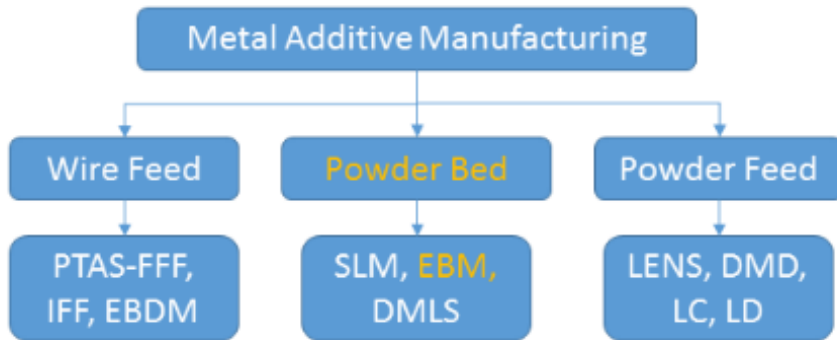 Metal Additive Manufacturing
Wire Feed
Powder Bed
Powder Feed
PTAS-FFF,
IFF, EBDM
SLM, EBM,
DMLS
LENS, DMD,
LC, LD